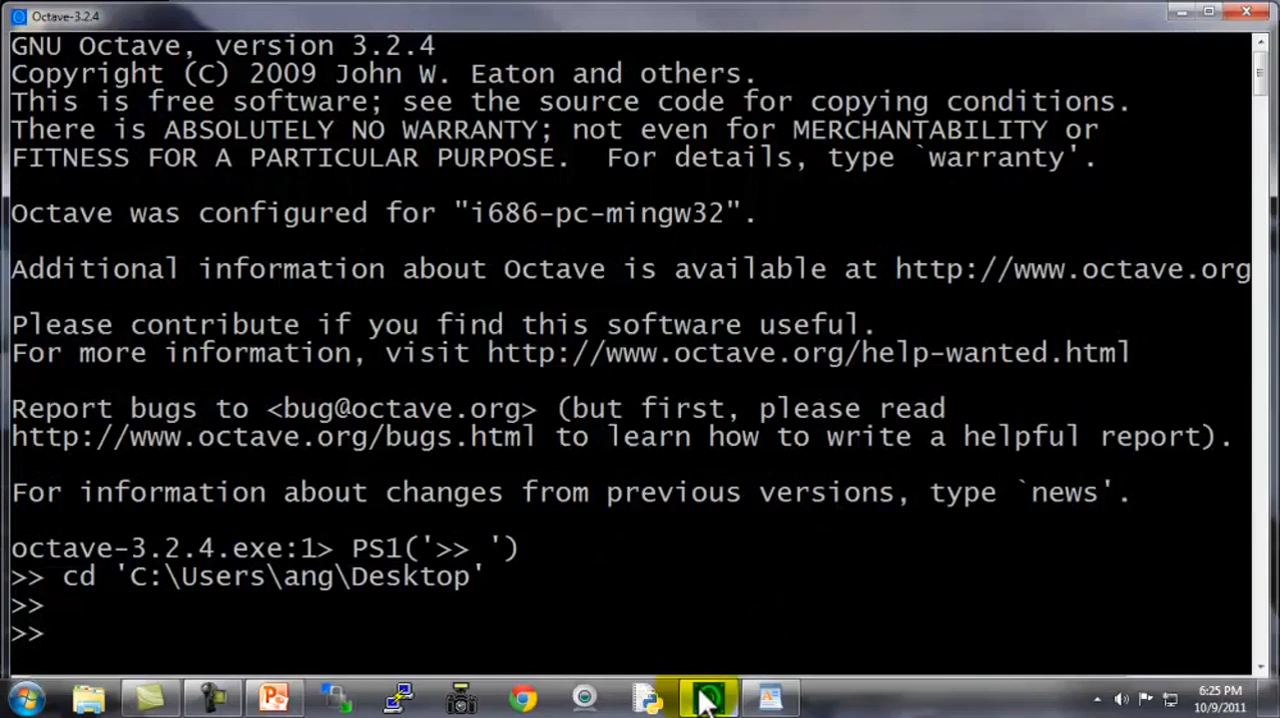 Octave-3.2.4
GNU Octave, version 3.2.4
Copyright (C) 2009 John W. Eaton and others.
This is free software; see the source code for copying conditions.
There is ABSOLUTELY NO WARRANTY; not even for MERCHANTABILITY or
FITNESS FOR A PARTICULAR PURPOSE.  For details, type `warranty'.
Octave was configured for "i686-pc-mingw32".
Additional information about Octave is available at http://www.octave.org
Please contribute if you find this software useful.
For more information, visit http://www.octave.org/help-wanted.html
Report bugs to <bug@octave.org> (but first, please read
http://www.octave.org/bugs.html to learn how to write a helpful report).
For information about changes from previous versions, type `news'.
octave-3.2.4.exe:1> PS1('>> ')
>> cd 'C:\Users\ang\Desktop'
>>
>>
6:25 PM
10/9/2011